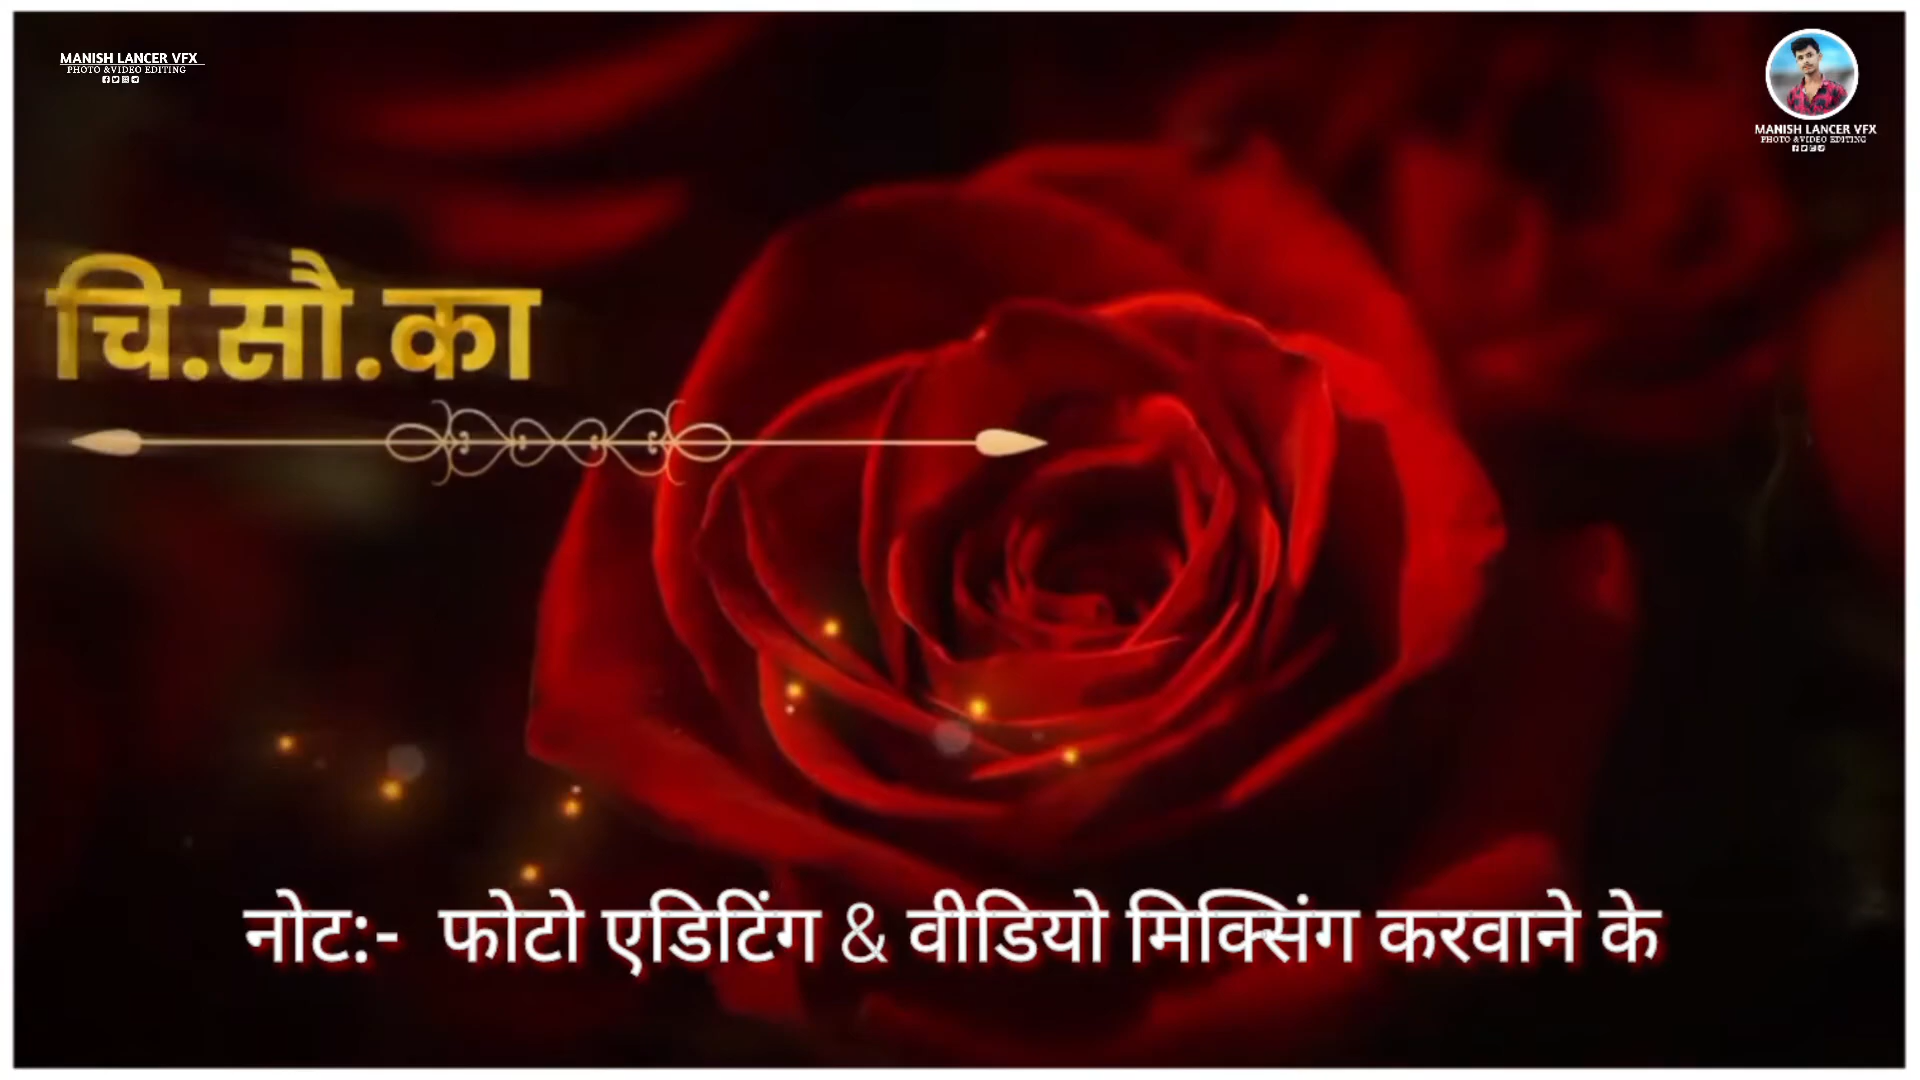 MANISH LANCER VFX
PHOTO &VIDEO EDITING
MANISH LANCER VFX
PHOTO &VIDEO EDITING
चि.सौ.का
नोट:- फोटो एडिटिंग & वीडियो मिक्सिंग करवाने के